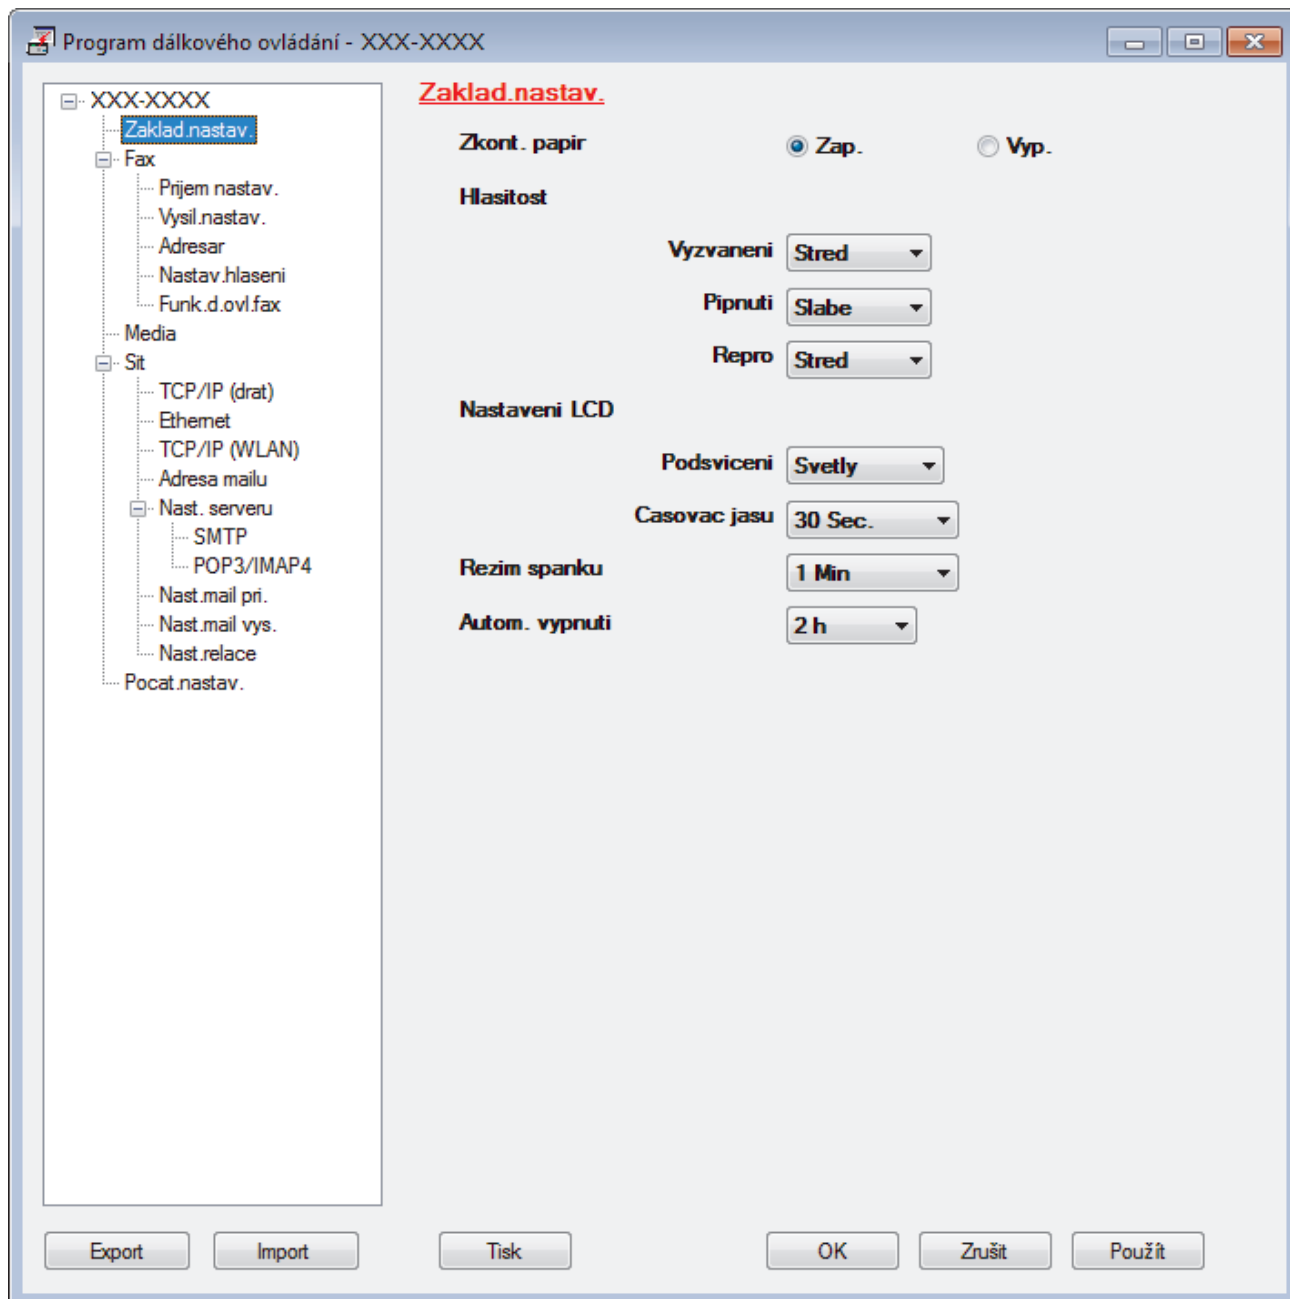 Program dálkového ovládání - XXX-XXXX
XXX-XXXX
Zaklad.nastav.
Fax
Prijem nastav.
Vysil.nastav.
Adresar
Nastav.hlaseni
Funk.d.ovl.fax
Media
Sit
TCP/IP (drat)
Ethernet
TCP/IP (WLAN)
Adresa mailu
Nast. serveru
SMTP
POP3/IMAP4
Nast.mail pri.
Nast.mail vys.
Nast.relace
Pocat.nastav.
Zaklad.nastav.
Zkont. papir Zap. Vyp.
Hlasitost
Vyzvaneni Stred
Pipnuti Slabe
Repro Stred
Nastaveni LCD
Podsviceni Svetly
Casovac jasu 30 Sec.
Rezim spanku 1 Min
Autom. vypnuti 2 h
Export Import Tisk OK Zrušit Použít